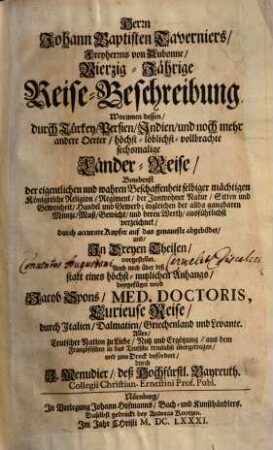 Herrn
Johann Baptisten Taverniers/
Freyherrns von Aubonne/
Vierzig-Jährige
Reise-Beschreibung.
Worinnen dessen/
durch Türkey/Persien/Indien/und noch mehr
andere Oerter/höchst-löblichst-vollbrachte
sechsmalige
Länder-Reise/
Benebenst
der eigentlichen und wahren Beschaffenheit selbiger mächtigen
Königreiche Religion/Regiment/der Innwohner Natur/Sitten und
Gewonheit/Handel und Gewerb; ingleichen der allda gangbaren
Müntze/Maß/Gewicht/und deren Werth/ausführlichst
verzeichnet/
durch accurate Kupfer auf das genaueste abgebildet/
und/
In Dreyen Theilen/
vorgestellet.
Auch noch über diß/
statt eines höchst-nutzlichen Anhangs/
beygefüget wird
Jacob Spons/ MED. DOCTORIS,
Curieuse Reise/
durch Italien/Dalmatien/Griechenland und Levante.
Alles/
Teutscher Nation zu Liebe/Nutz und Ergötzung/aus dem
Frantzösischen in das Teutsche treulichst übergetragen/
und zum Druck befördert/
durch
J. Menudier/ deß Hochfürstl. Bayreuth.
Collegii Christian-Ernestini Prof. Publ.
Nürnberg/
In Verlegung Johann Hofmanns/Buch- und Kunsthändlers.
Daselbst gedruckt bey Andreas Knortzen.
Im Jahr Christi M. DC. LXXXI.